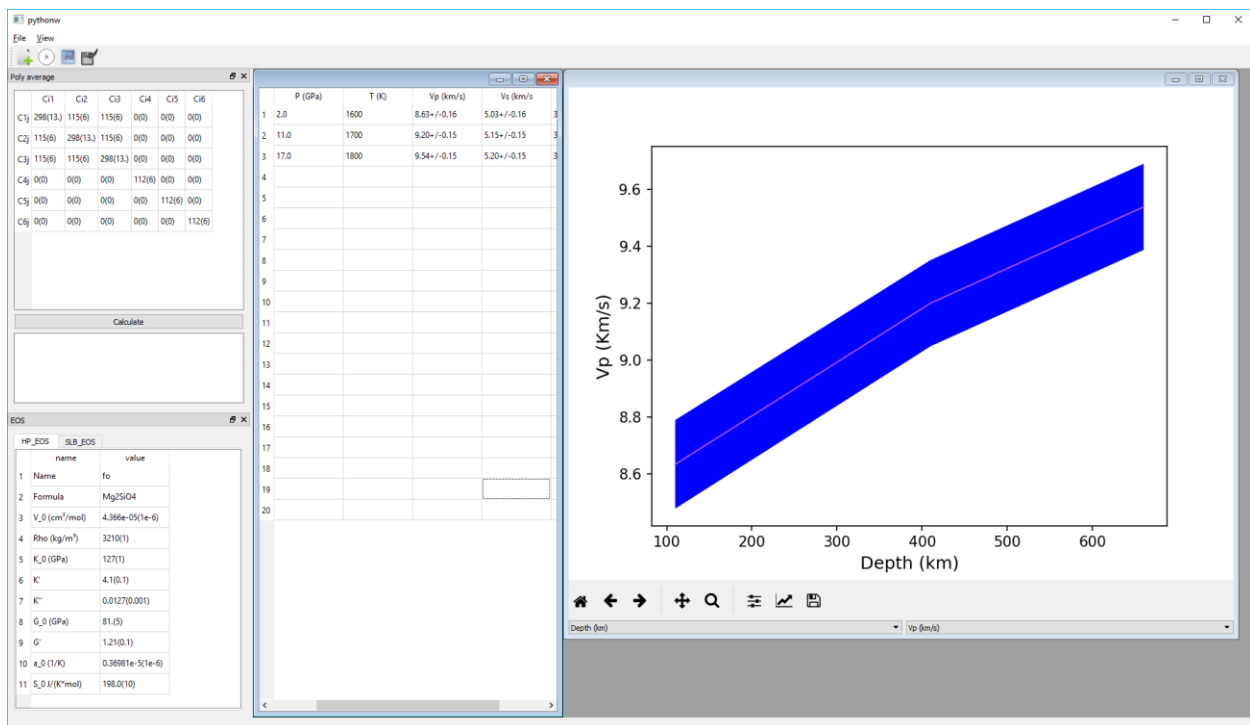 pythonw
File View
Poly average
Ci1 Ci2 Ci3 Ci4 Ci5 Ci6
C1j 298(13.) 115(6) 115(6) 0(0) 0(0) 0(0)
C2j 115(6) 298(13.) 115(6) 0(0) 0(0) 0(0)
C3j 115(6) 115(6) 298(13.) 0(0) 0(0) 0(0)
C4j 0(0) 0(0) 0(0) 112(6) 0(0) 0(0)
C5j 0(0) 0(0) 0(0) 0(0) 112(6) 0(0)
C6j 0(0) 0(0) 0(0) 0(0) 0(0) 112(6)
Calculate
EOS
HP_EOS SLB_EOS
name value
1 Name fo
2 Formula Mg2SiO4
3 V_0 (cm³/mol) 4.366e-05(1e-6)
4 Rho (kg/m³) 3210(1)
5 K_0 (GPa) 127(1)
6 K' 4.1(0.1)
7 K'' 0.0127(0.001)
8 G_0 (GPa) 81.(5)
9 G' 1.21(0.1)
10 a_0 (1/K) 0.36981e-5(1e-6)
11 S_0 J/(K*mol) 198.0(10)
P (GPa) T (K) Vp (km/s) Vs (km/s
1 2.0 1600 8.63+/-0.16 5.03+/-0.16 3
2 11.0 1700 9.20+/-0.15 5.15+/-0.15 3
3 17.0 1800 9.54+/-0.15 5.20+/-0.15 3
4
5
6
7
8
9
10
11
12
13
14
15
16
17
18
19
20
Vp (Km/s)
9.6
9.4
9.2
9.0
8.8
8.6
100 200 300 400 500 600
Depth (km)
Depth (km) Vp (km/s)